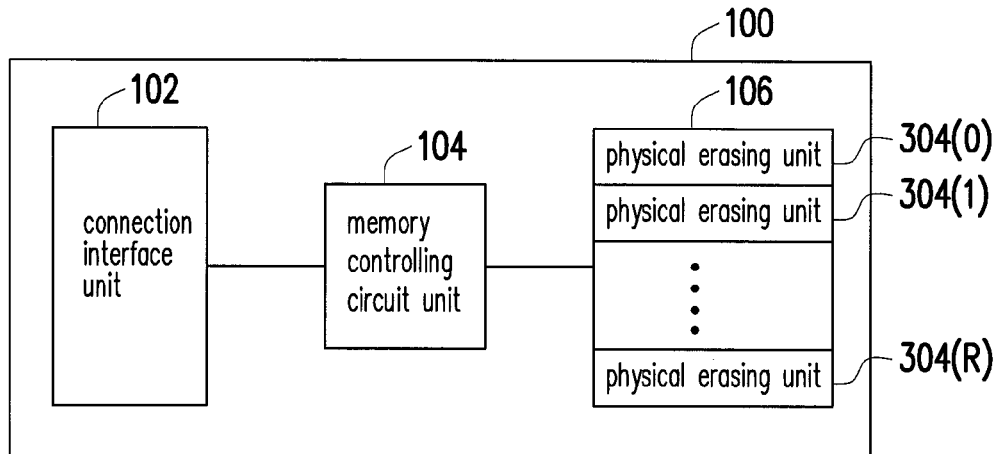 100
102
106
104
physical erasing unit
304(0)
physical erasing unit
304(1)
connection
interface
unit
memory
controlling
circuit unit
physical erasing unit
304(R)